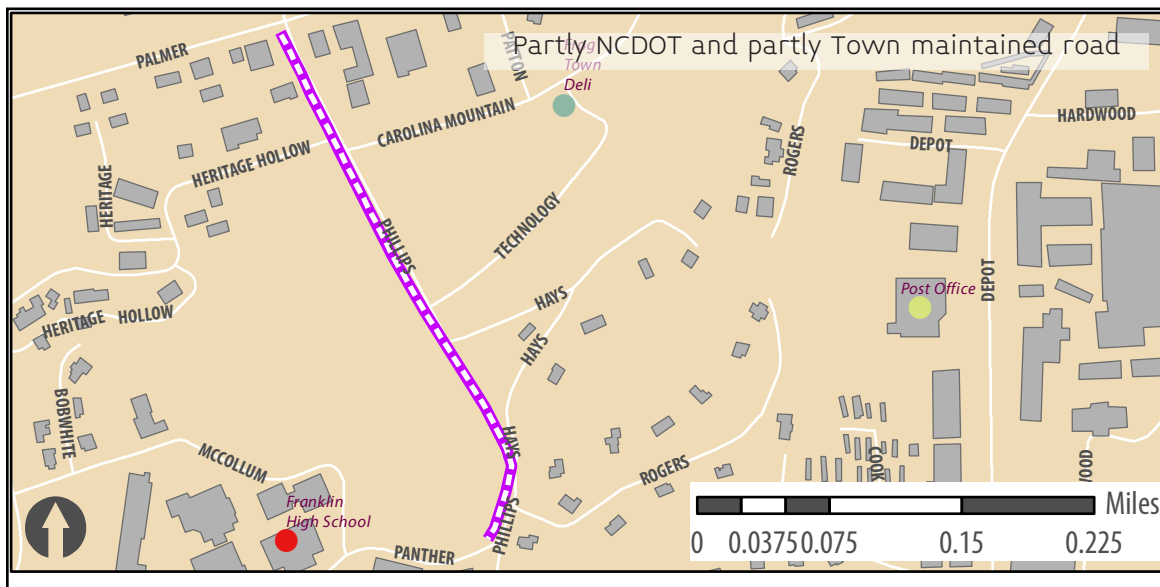 Partly NCDOT and partly Town maintained road
PALMER
PATTON
Frog
Town
Deli
CAROLINA MOUNTAIN
HARDWOOD
ROGERS
DEPOT
HERITAGE HOLLOW
HERITAGE
TECHNOLOGY
PHILLIPS
DEPOT
Post Office
HAYS
HERITAGE HOLLOW
HAYS
BOBWHITE
HAYS
MCCOLLUM
ROGERS
COOK
WOOD
Franklin
High School
PHILLIPS
PANTHER
Miles
0 0.0375 0.075 0.15 0.225